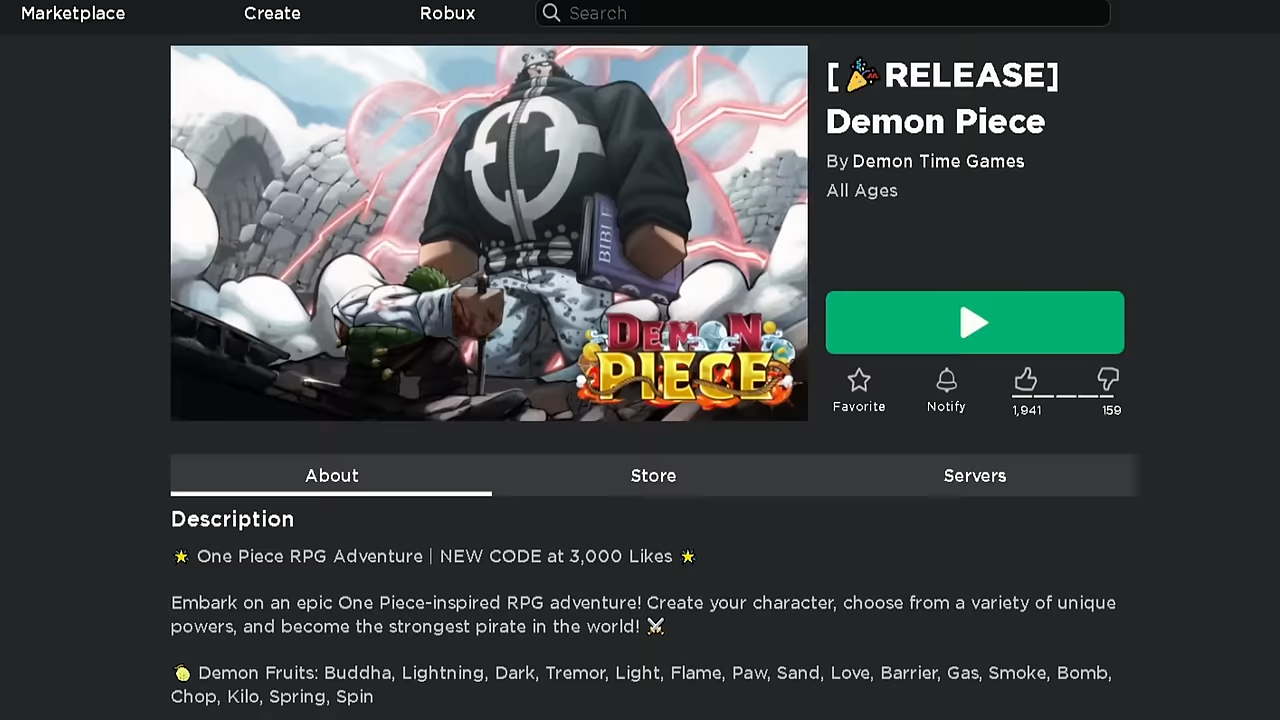 Marketplace Create Robux Search
[🎉RELEASE]
Demon Piece
By Demon Time Games
All Ages
BIBLE
DEMON
PIECE
Favorite Notify 1,941 159
About Store Servers
Description
🌟 One Piece RPG Adventure | NEW CODE at 3,000 Likes 🌟
Embark on an epic One Piece-inspired RPG adventure! Create your character, choose from a variety of unique
powers, and become the strongest pirate in the world! ⚔️
🍈 Demon Fruits: Buddha, Lightning, Dark, Tremor, Light, Flame, Paw, Sand, Love, Barrier, Gas, Smoke, Bomb,
Chop, Kilo, Spring, Spin